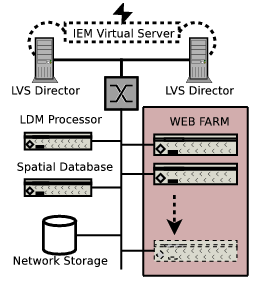 IEM Virtual Server
LVS Director
LVS Director
LDM Processor
WEB FARM
Spatial Database
Network Storage